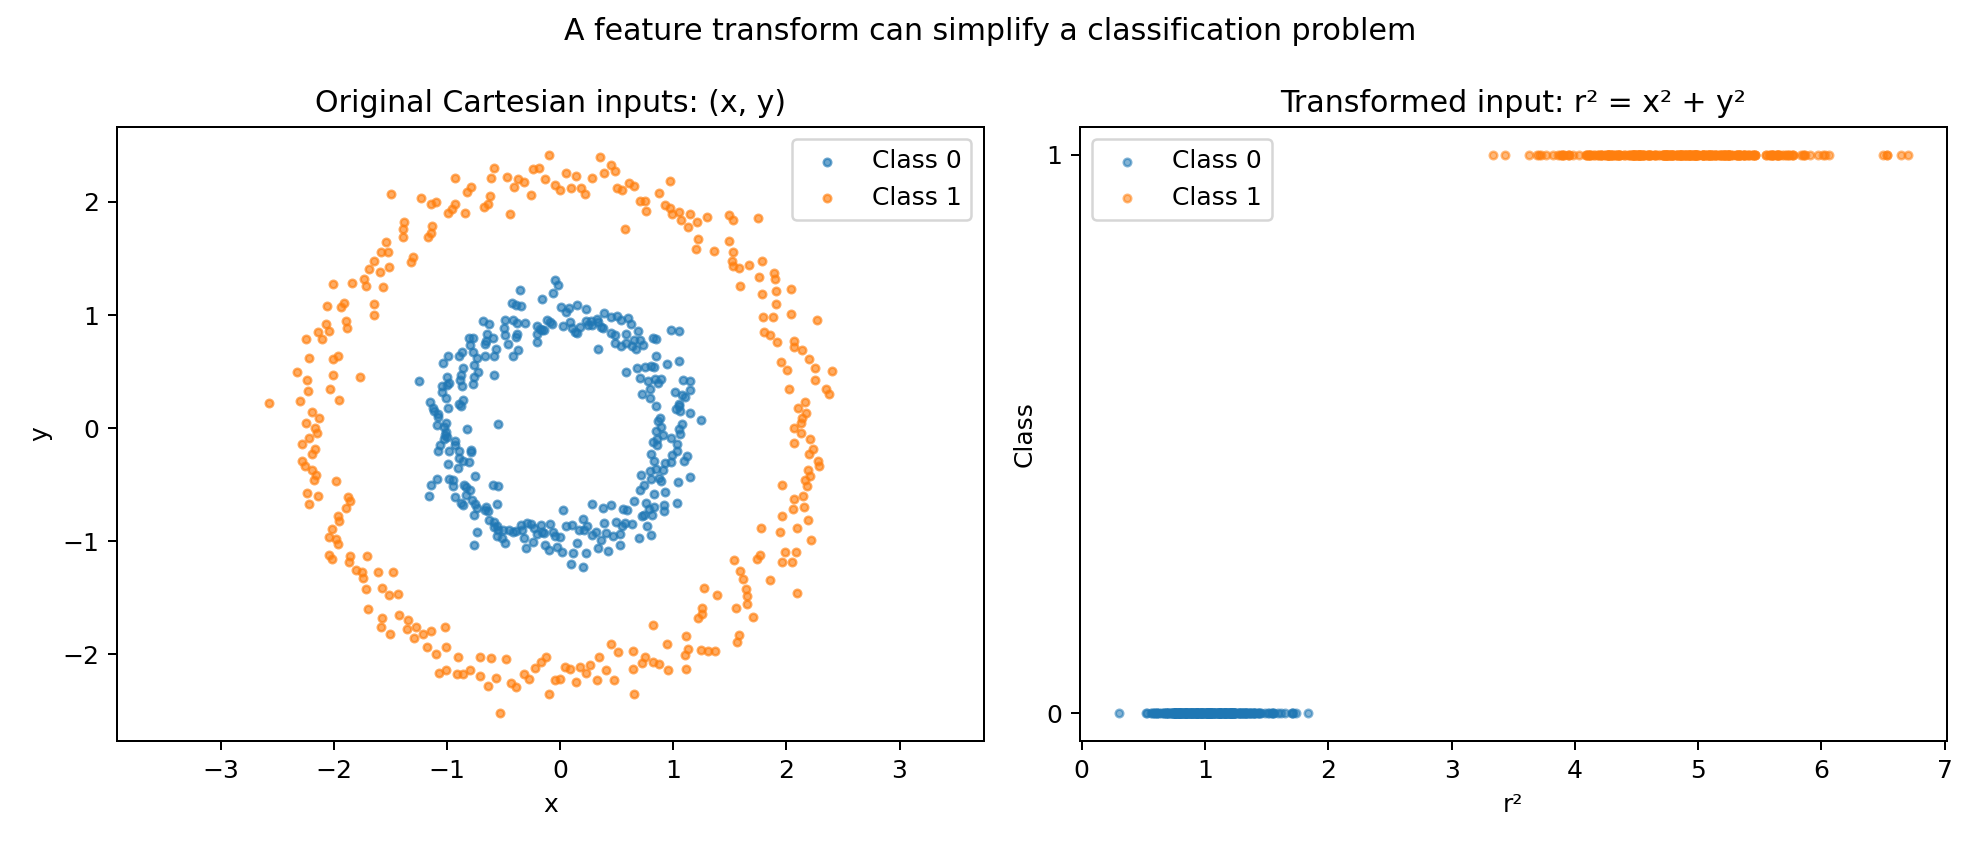 A feature transform can simplify a classification problem
Original Cartesian inputs: (x, y)
Class 0
Class 1
2
1
0
−1
−2
y
−3
−2
−1
0
1
2
3
x
Transformed input: r² = x² + y²
Class 0
Class 1
1
0
Class
0
1
2
3
4
5
6
7
r²